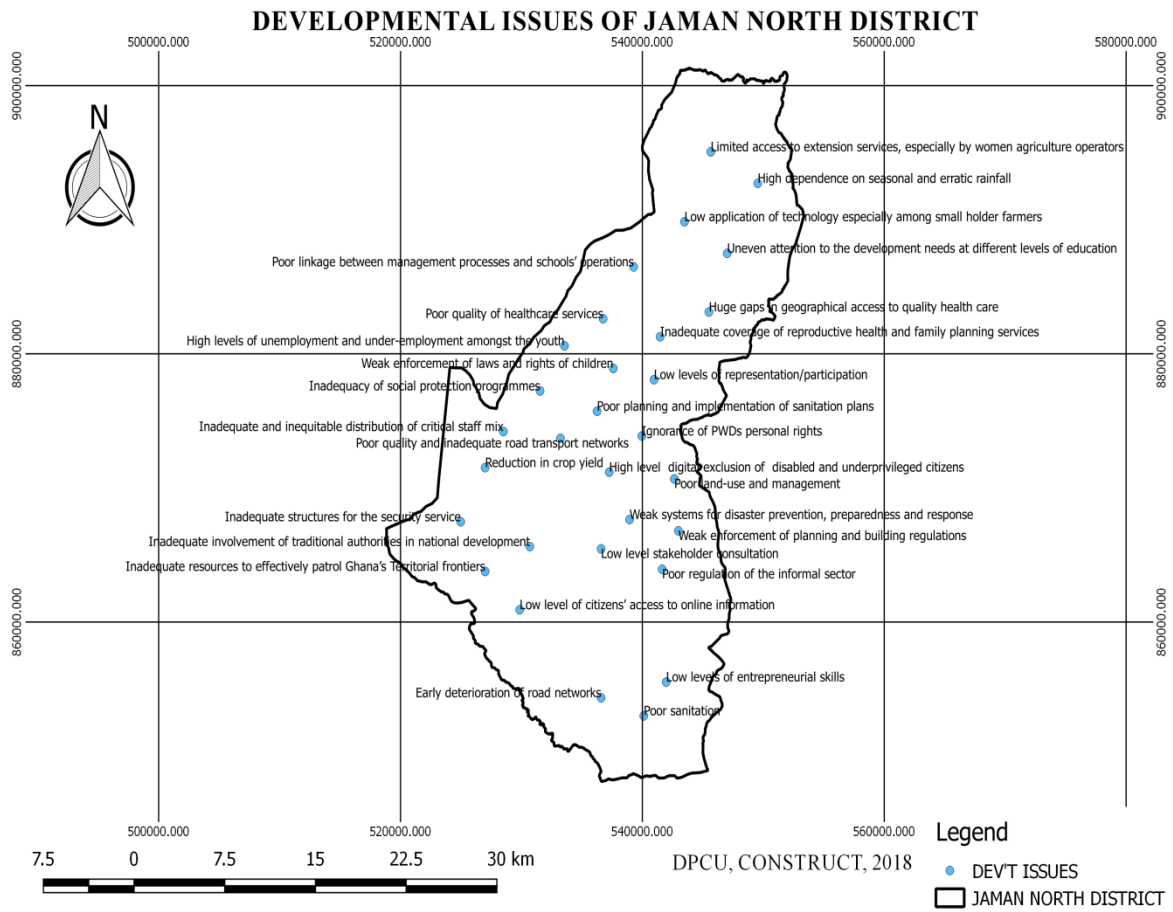 DEVELOPMENTAL ISSUES OF JAMAN NORTH DISTRICT
500000.000
520000.000
540000.000
560000.000
580000.000
900000.000
900000.000
N
Limited access to extension services, especially by women agriculture operators
High dependence on seasonal and erratic rainfall
Low application of technology especially among small holder farmers
Uneven attention to the development needs at different levels of education
Poor linkage between management processes and schools' operations
Huge gaps in geographical access to quality health care
Poor quality of healthcare services
Inadequate coverage of reproductive health and family planning services
High levels of unemployment and under-employment amongst the youth
880000.000
880000.000
Weak enforcement of laws and rights of children
Low levels of representation/participation
Inadequacy of social protection programmes
Poor planning and implementation of sanitation plans
Inadequate and inequitable distribution of critical staff mix
Ignorance of PWDs personal rights
Poor quality and inadequate road transport networks
Reduction in crop yield
High level digital exclusion of disabled and underprivileged citizens
Poor land-use and management
Inadequate structures for the security service
Weak systems for disaster prevention, preparedness and response
Weak enforcement of planning and building regulations
Inadequate involvement of traditional authorities in national development
Low level stakeholder consultation
Inadequate resources to effectively patrol Ghana's Territorial frontiers
Poor regulation of the informal sector
Low level of citizens' access to online information
860000.000
860000.000
Low levels of entrepreneurial skills
Early deterioration of road networks
Poor sanitation
500000.000
520000.000
540000.000
560000.000
7.5 0 7.5 15 22.5 30 km
DPCU, CONSTRUCT, 2018
Legend
DEV'T ISSUES
JAMAN NORTH DISTRICT